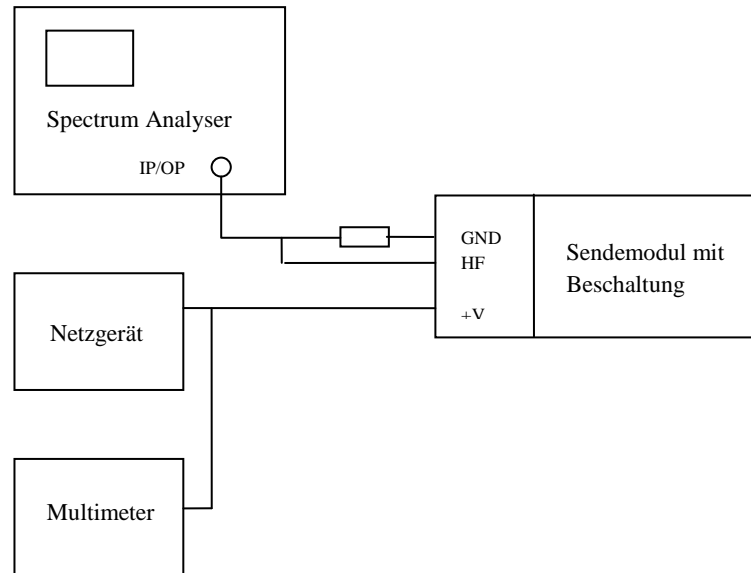 Spectrum Analyser
IP/OP
GND
HF
Sendemodul mit
Beschaltung
+V
Netzgerät
Multimeter